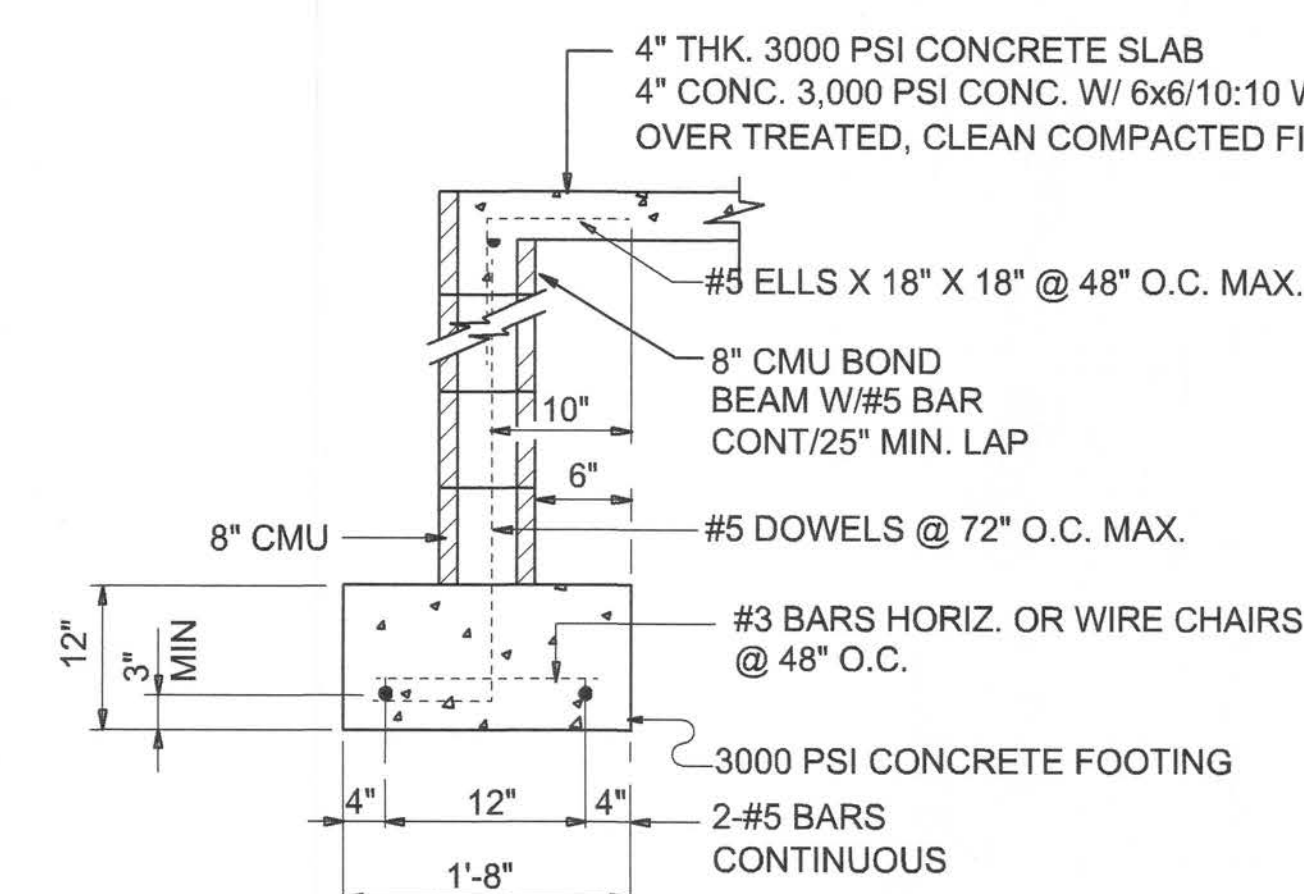 4" THK. 3000 PSI CONCRETE SLAB
4" CONC. 3,000 PSI CONC. W/ 6x6/10:10
OVER TREATED, CLEAN COMPACTED
#5 ELLS X 18" X 18" @ 48" O.C. MAX.
8" CMU BOND
BEAM W/#5 BAR
CONT/25" MIN. LAP
10"
6"
8" CMU
#5 DOWELS @ 72" O.C. MAX.
12"
3"
MIN
#3 BARS HORIZ. OR WIRE CHAIRS
@ 48" O.C.
3000 PSI CONCRETE FOOTING
4"
12"
4"
2-#5 BARS
CONTINUOUS
1'-8"